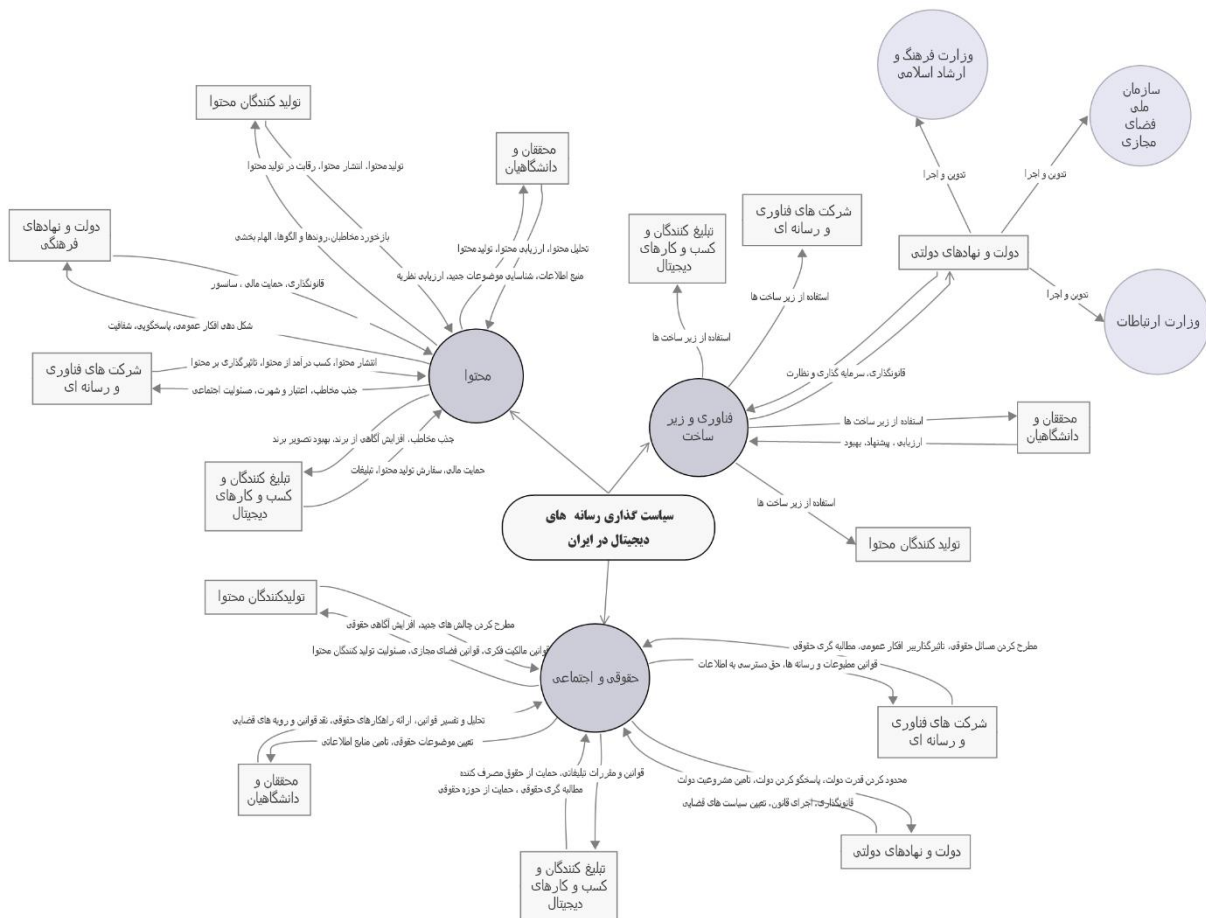 وزارت فرهنگ و
ارشاد اسلامی
سازمان
ملی
فضای
مجازی
تدوین و اجرا
تدوین و اجرا
دولت و نهادهای دولتی
تدوین و اجرا
وزارت ارتباطات
تولید کنندگان محتوا
محققان و
دانشگاهیان
تولیدمحتوا، انتشار محتوا، رقابت در تولید محتوا
بازخورد مخاطبان،روندها و الگوها، الهام بخشی
تحلیل محتوا، ارزیابی محتوا، تولیدمحتوا
منبع اطلاعات، شناسایی موضوعات جدید، ارزیابی نظریه
دولت و نهادهای
فرهنگی
قانونگذاری، حمایت مالی ، سانسور
شکل دهی افکار عمومی، پاسخگویی، شفافیت
شرکت های فناوری
و رسانه ای
انتشار محتوا، کسب درآمد از محتوا، تاثیرگذاری بر محتوا
جذب مخاطب، اعتبار و شهرت، مسئولیت اجتماعی
محتوا
جذب مخاطب، افزایش آگاهی از برند، بهبود تصویر برند
حمایت مالی، سفارش تولید محتوا، تبلیغات
تبلیغ کنندگان و
کسب و کارهای
دیجیتال
تبلیغ کنندگان و
کسب و کارهای
دیجیتال
شرکت های فناوری
و رسانه ای
استفاده از زیر ساخت ها
استفاده از زیر ساخت ها
قانونگذاری، سرمایه گذاری و نظارت
فناوری و زیر
ساخت
استفاده از زیر ساخت ها
ارزیابی ، پیشنهاد، بهبود
محققان و
دانشگاهیان
استفاده از زیر ساخت ها
تولید کنندگان محتوا
سیاست گذاری رسانه های
دیجیتال در ایران
تولیدکنندگان محتوا
مطرح کردن چالش های جدید، افزایش آگاهی حقوقی
قوانین مالکیت فکری، قوانین فضای مجازی، مسئولیت تولید کنندگان محتوا
حقوقی و اجتماعی
مطرح کردن مسائل حقوقی، تاثیرگذاربیر افکار عمومی، مطالبه گری حقوقی
قوانین مطبوعات و رسانه ها، حق دسترسی به اطلاعات
شرکت های فناوری
و رسانه ای
تحلیل و تفسیر قوانین، ارائه راهکارهای حقوقی، نقد قوانین و رویه های قضایی
تعیین موضوعات حقوقی، تامین منابع اطلاعاتی
محققان و
دانشگاهیان
قوانین و مقررات تبلیغاتی، حمایت از حقوق مصرف کننده
مطالبه گری حقوقی ، حمایت از حوزه حقوقی
تبلیغ کنندگان و
کسب و کارهای
دیجیتال
محدود کردن قدرت دولت، پاسخگو کردن دولت، تامین مشروعیت دولت
قانونگذاری، اجرای قانون، تعیین سیاست های قضایی
دولت و نهادهای دولتی